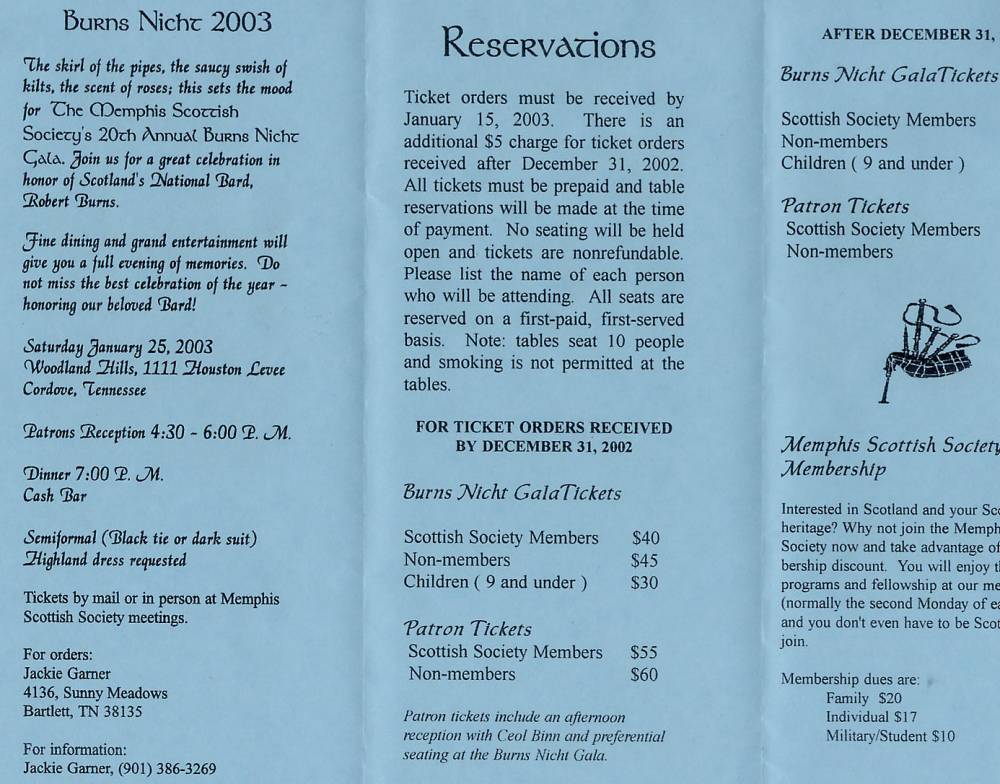 Burns Nicht 2003
The skirl of the pipes, the saucy swish of
kilts, the scent of roses; this sets the mood
for The Memphis Scottish
Society's 20th Annual Burns Nicht
Gala. Join us for a great celebration in
honor of Scotland's National Bard,
Robert Burns.
Fine dining and grand entertainment will
give you a full evening of memories. Do
not miss the best celebration of the year -
honoring our beloved Bard!
Saturday January 25, 2003
Woodland Hills, 1111 Houston Levee
Cordove, Tennessee
Patrons Reception 4:30 - 6:00 P. M.
Dinner 7:00 P. M.
Cash Bar
Semiformal (Black tie or dark suit)
Highland dress requested
Tickets by mail or in person at Memphis
Scottish Society meetings.
For orders:
Jackie Garner
4136, Sunny Meadows
Bartlett, TN 38135
For information:
Jackie Garner, (901) 386-3269
Reservations
Ticket orders must be received by
January 15, 2003. There is an
additional $5 charge for ticket orders
received after December 31, 2002.
All tickets must be prepaid and table
reservations will be made at the time
of payment. No seating will be held
open and tickets are nonrefundable.
Please list the name of each person
who will be attending. All seats are
reserved on a first-paid, first-served
basis. Note: tables seat 10 people
and smoking is not permitted at the
tables.
FOR TICKET ORDERS RECEIVED
BY DECEMBER 31, 2002
Burns Nicht GalaTickets
Scottish Society Members $40
Non-members $45
Children ( 9 and under ) $30
Patron Tickets
Scottish Society Members $55
Non-members $60
Patron tickets include an afternoon
reception with Ceol Binn and preferential
seating at the Burns Nicht Gala.
AFTER DECEMBER 31,
Burns Nicht GalaTickets
Scottish Society Members
Non-members
Children ( 9 and under )
Patron Tickets
Scottish Society Members
Non-members
Memphis Scottish Society
Membership
Interested in Scotland and your Sco
heritage? Why not join the Memph
Society now and take advantage of
bership discount. You will enjoy t
programs and fellowship at our me
(normally the second Monday of ea
and you don't even have to be Scot
join.
Membership dues are:
Family $20
Individual $17
Military/Student $10